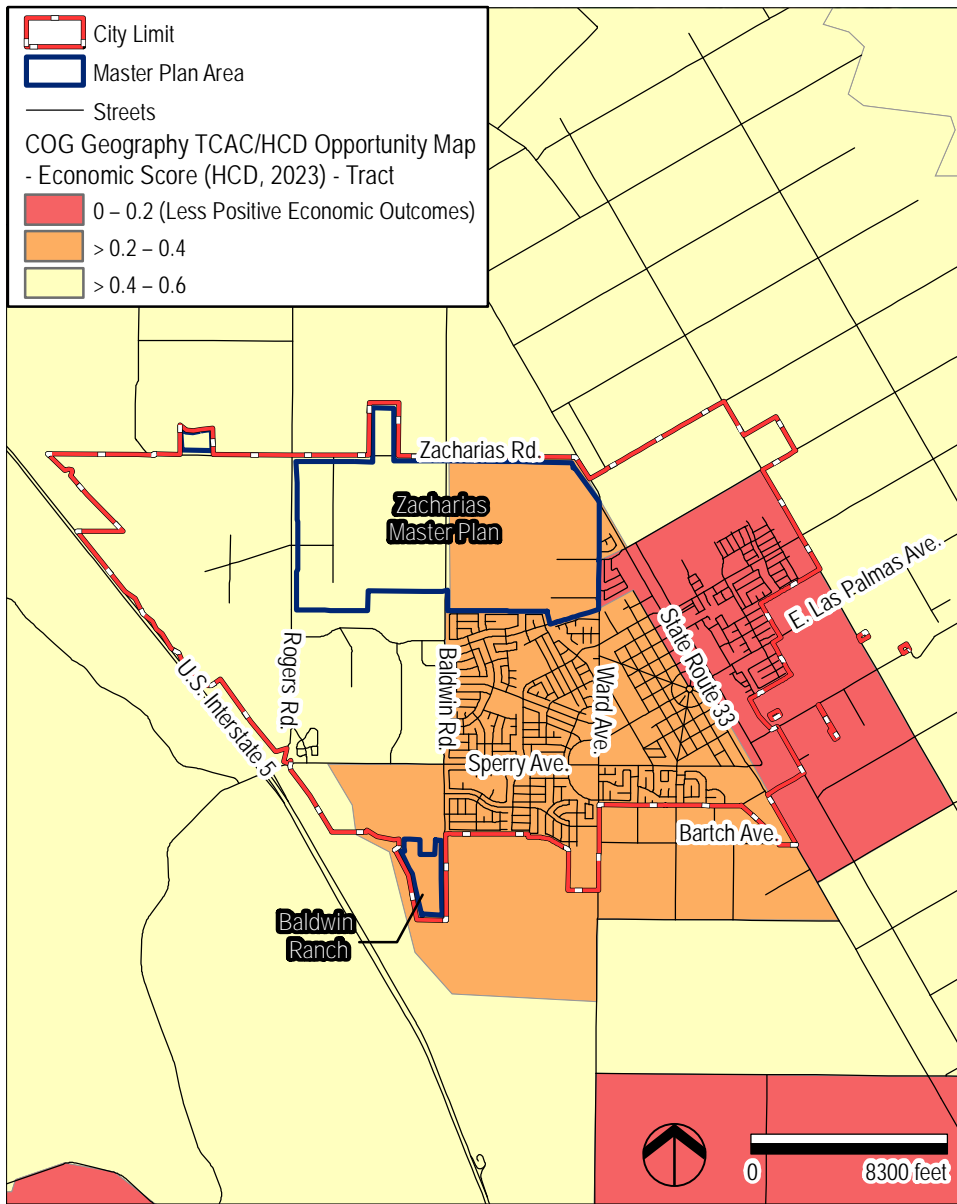 City Limit
Master Plan Area
Streets
COG Geography TCAC/HCD Opportunity Map
- Economic Score (HCD, 2023) - Tract
0 – 0.2 (Less Positive Economic Outcomes)
> 0.2 – 0.4
> 0.4 – 0.6
Zacharias Rd.
Zacharias
Master Plan
E. Las Palmas Ave.
State Route 33
Rogers Rd.
Baldwin Rd.
Ward Ave.
U.S. Interstate 5
Sperry Ave.
Bartch Ave.
Baldwin
Ranch
0
8300 feet